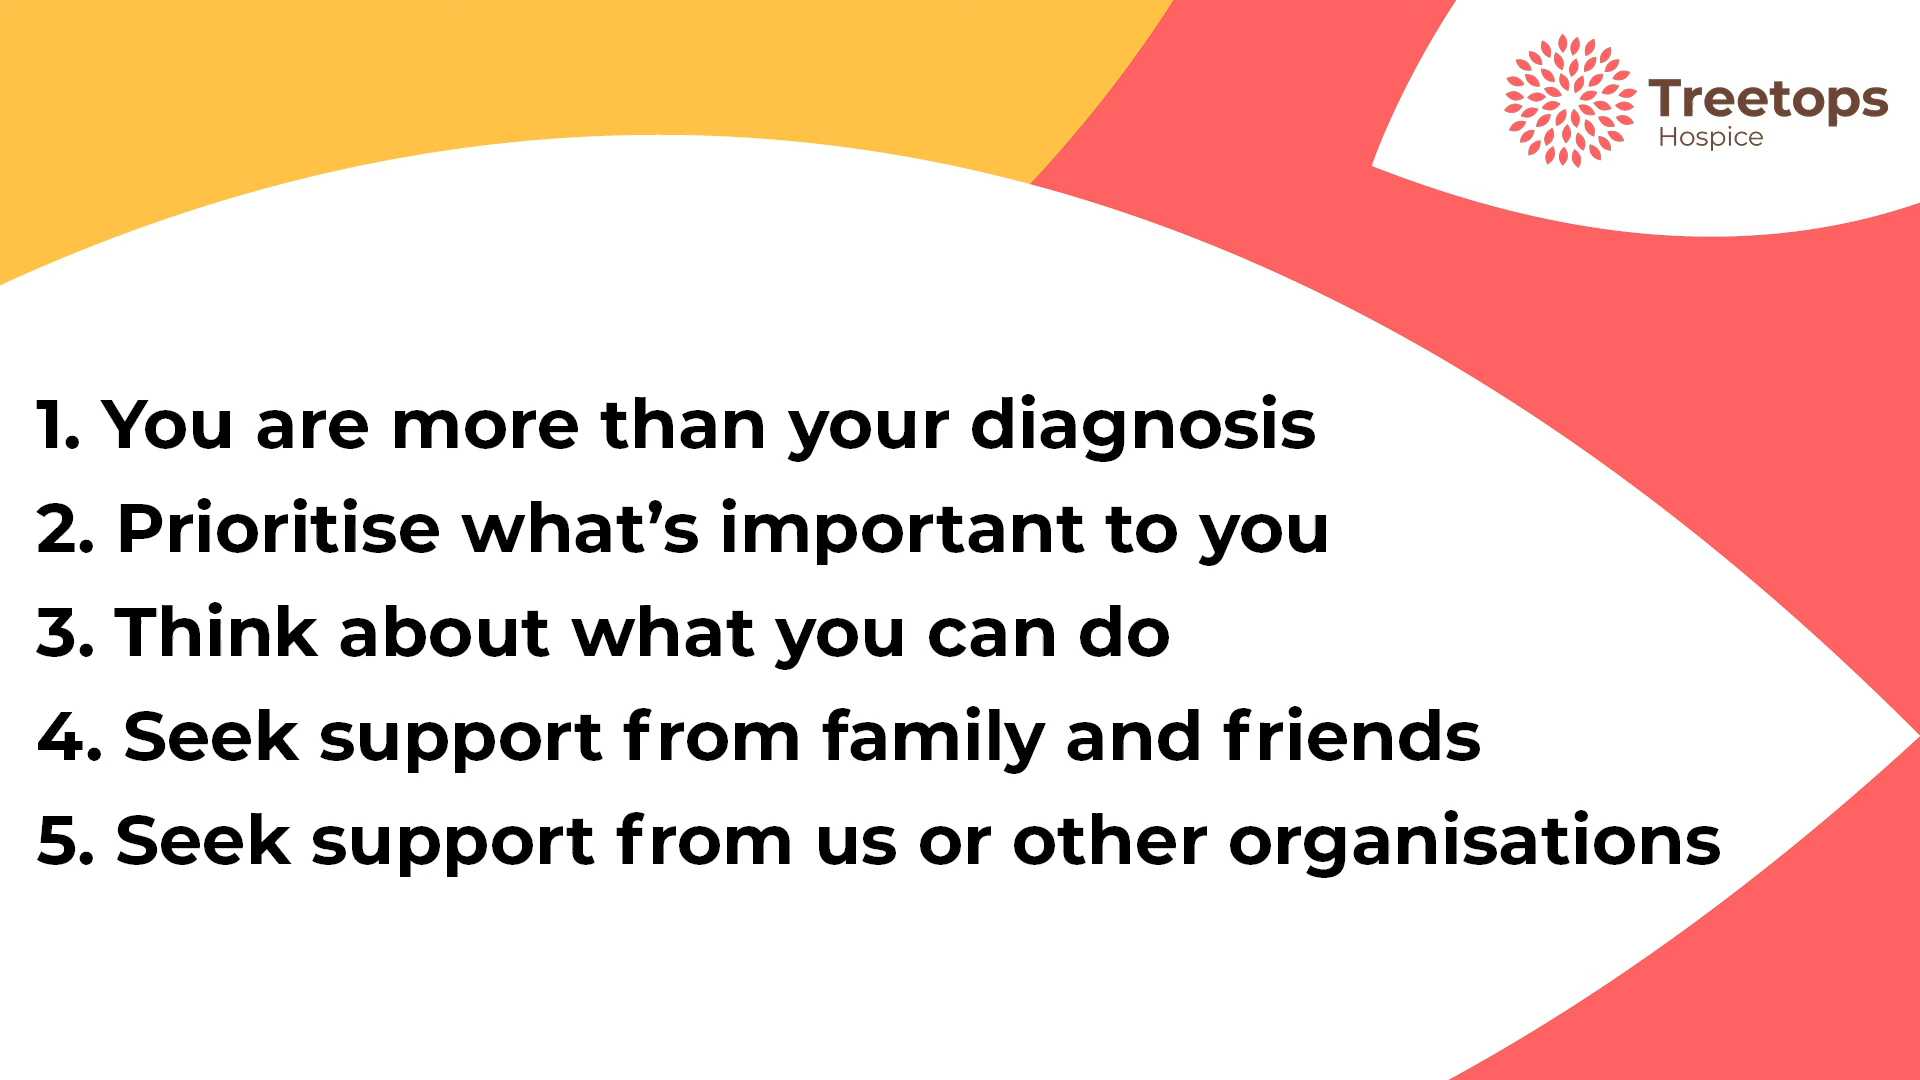 Treetops
Hospice
1. You are more than your diagnosis
2. Prioritise what’s important to you
3. Think about what you can do
4. Seek support from family and friends
5. Seek support from us or other organisations